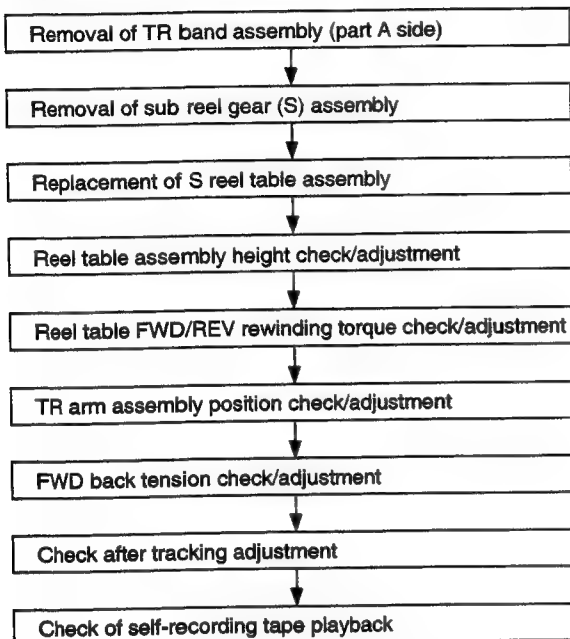 Removal of TR band assembly (part A side)
Removal of sub reel gear (S) assembly
Replacement of S reel table assembly
Reel table assembly height check/adjustment
Reel table FWD/REV rewinding torque check/adjustment
TR arm assembly position check/adjustment
FWD back tension check/adjustment
Check after tracking adjustment
Check of self-recording tape playback